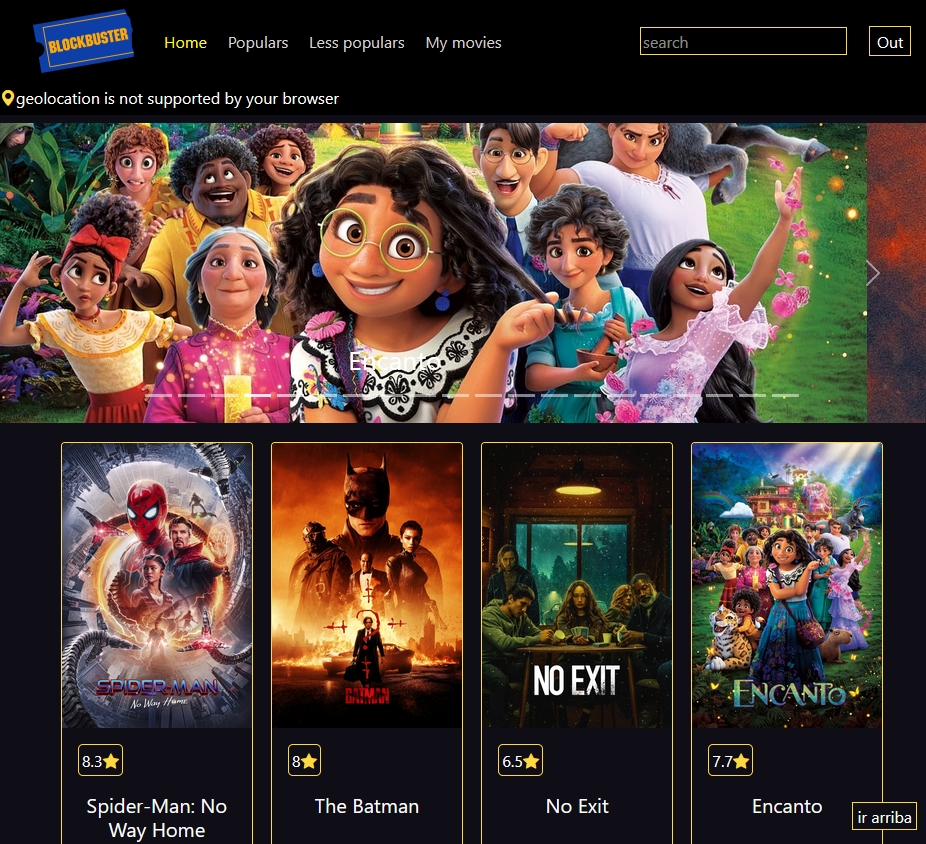 BLOCKBUSTER
Home Populars Less populars My movies search Out
geolocation is not supported by your browser
Encanto
SPIDER-MAN
No Way Home
THE
BATMAN
NO EXIT
ENCANTO
8.3 8 6.5 7.7
Spider-Man: No Way Home
The Batman
No Exit
Encanto
ir arriba